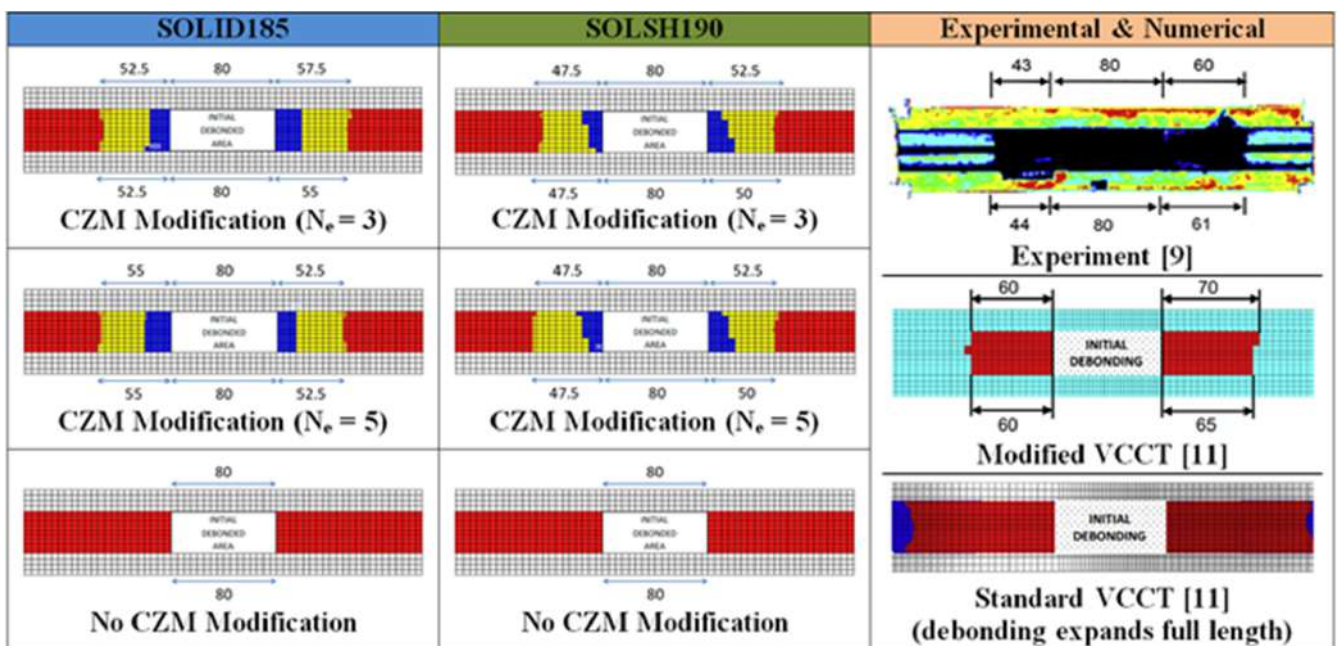 SOLID185
SOLSH190
Experimental & Numerical
52.5 80 57.5
INITIAL
DEBONDED
AREA
52.5 80 55
CZM Modification (Nₑ = 3)
47.5 80 52.5
INITIAL
DEBONDED
AREA
47.5 80 50
CZM Modification (Nₑ = 3)
43 80 60
44 80 61
Experiment [9]
55 80 52.5
INITIAL
DEBONDED
AREA
55 80 52.5
CZM Modification (Nₑ = 5)
47.5 80 52.5
INITIAL
DEBONDED
AREA
47.5 80 50
CZM Modification (Nₑ = 5)
60 70
INITIAL
DEBONDING
60 65
Modified VCCT [11]
80
INITIAL
DEBONDED
AREA
80
No CZM Modification
80
INITIAL
DEBONDED
AREA
80
No CZM Modification
INITIAL
DEBONDING
Standard VCCT [11]
(debonding expands full length)